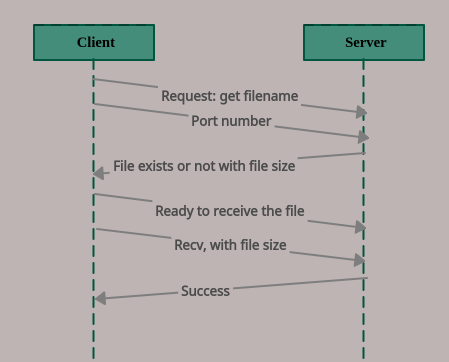 Client
Server
Request: get filename
Port number
File exists or not with file size
Ready to receive the file
Recv, with file size
Success